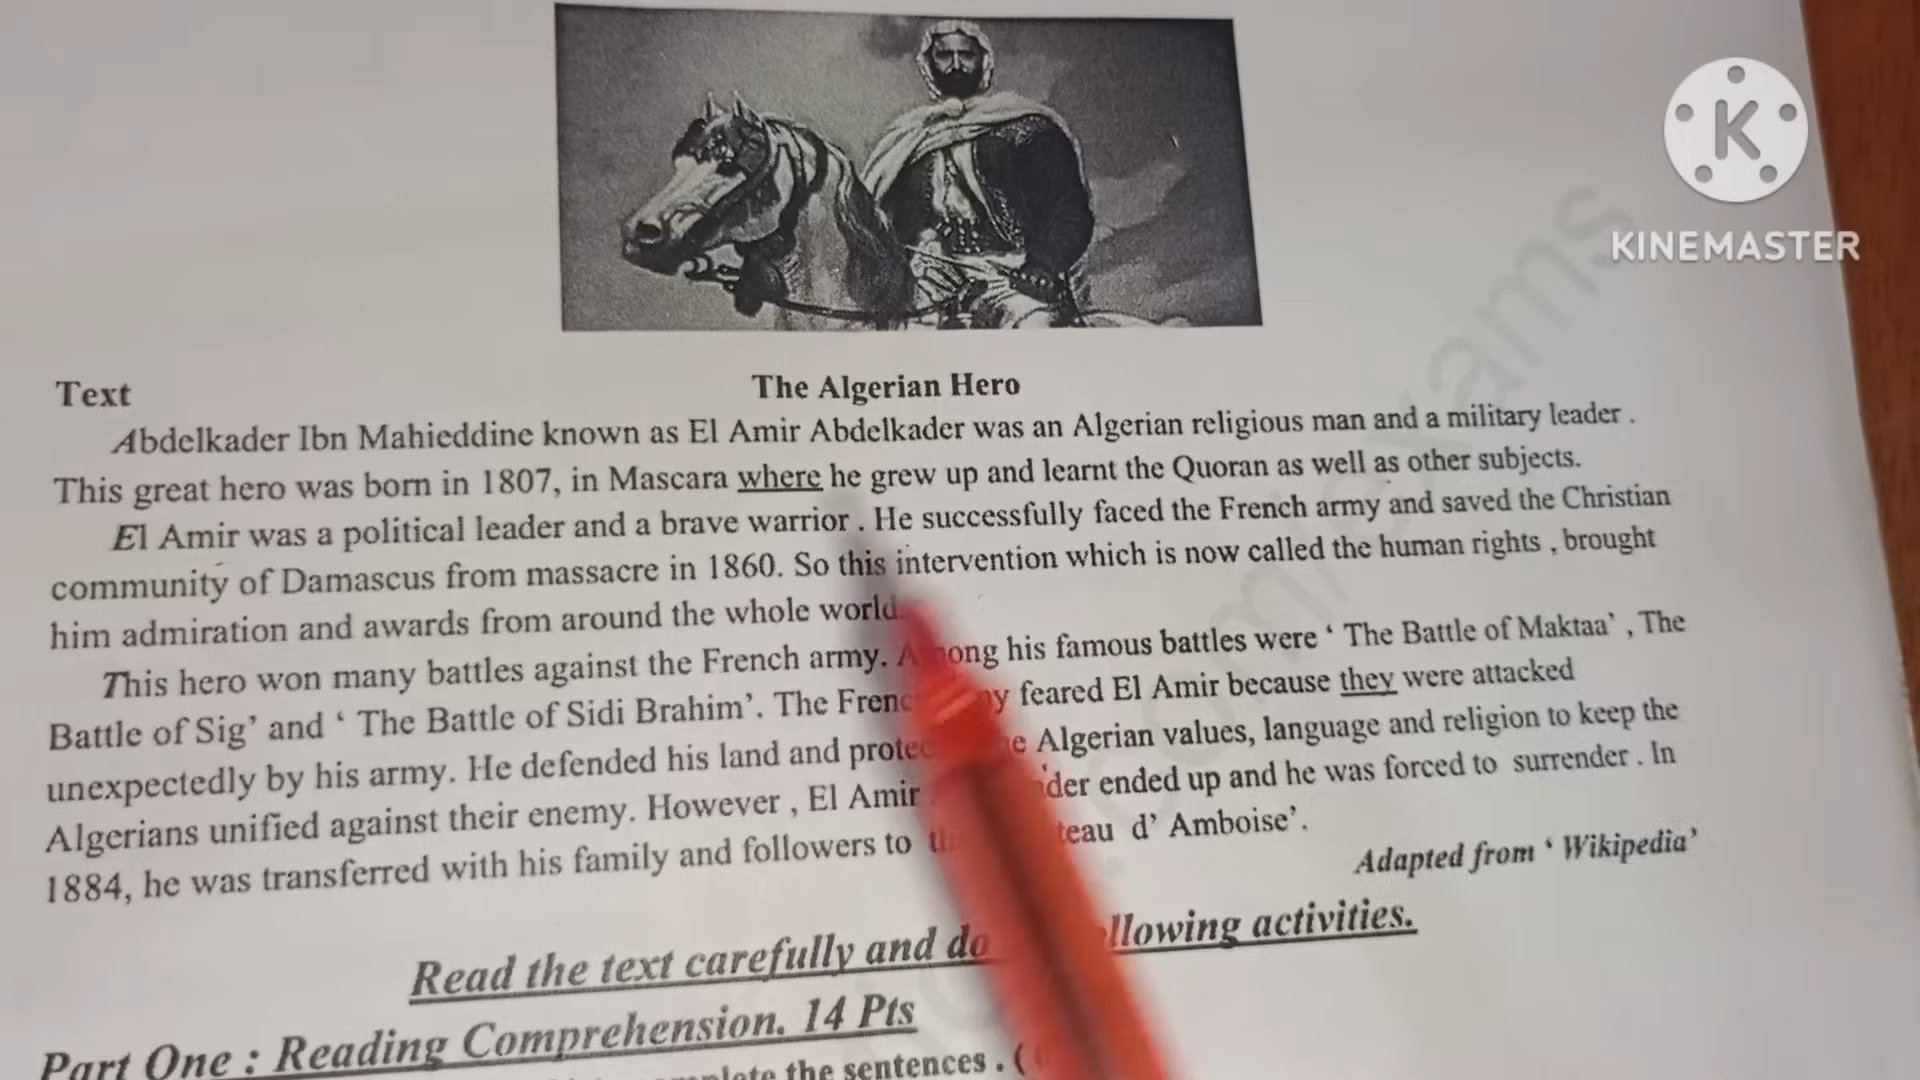 K
KINEMASTER
Text
The Algerian Hero
Abdelkader Ibn Mahieddine known as El Amir Abdelkader was an Algerian religious man and a military leader .
This great hero was born in 1807, in Mascara where he grew up and learnt the Quoran as well as other subjects.
El Amir was a political leader and a brave warrior . He successfully faced the French army and saved the Christian
community of Damascus from massacre in 1860. So this intervention which is now called the human rights , brought
him admiration and awards from around the whole world.
This hero won many battles against the French army. Among his famous battles were ‘ The Battle of Maktaa’ , The
Battle of Sig’ and ‘ The Battle of Sidi Brahim’. The feared El Amir because they were attacked
unexpectedly by his army. He defended his land and Algerian values, language and religion to keep the
Algerians unified against their enemy. However , El Amir ended up and he was forced to surrender . In
1884, he was transferred with his family and followers to d’ Amboise’.
Adapted from ‘ Wikipedia’
Read the text carefully and do following activities.
Part One : Reading Comprehension. 14 Pts
the sentences . (
exams
.com/exams